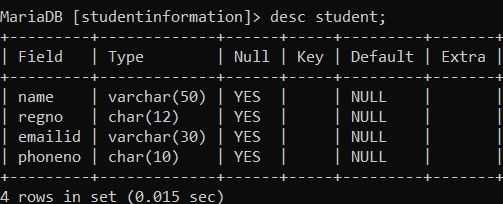 MariaDB [studentinformation]> desc student;
+---------+-------------+------+-----+---------+-------+
| Field   | Type        | Null | Key | Default | Extra |
+---------+-------------+------+-----+---------+-------+
| name    | varchar(50) | YES  |     | NULL    |       |
| regno   | char(12)    | YES  |     | NULL    |       |
| emailid | varchar(30) | YES  |     | NULL    |       |
| phoneno | char(10)    | YES  |     | NULL    |       |
+---------+-------------+------+-----+---------+-------+
4 rows in set (0.015 sec)